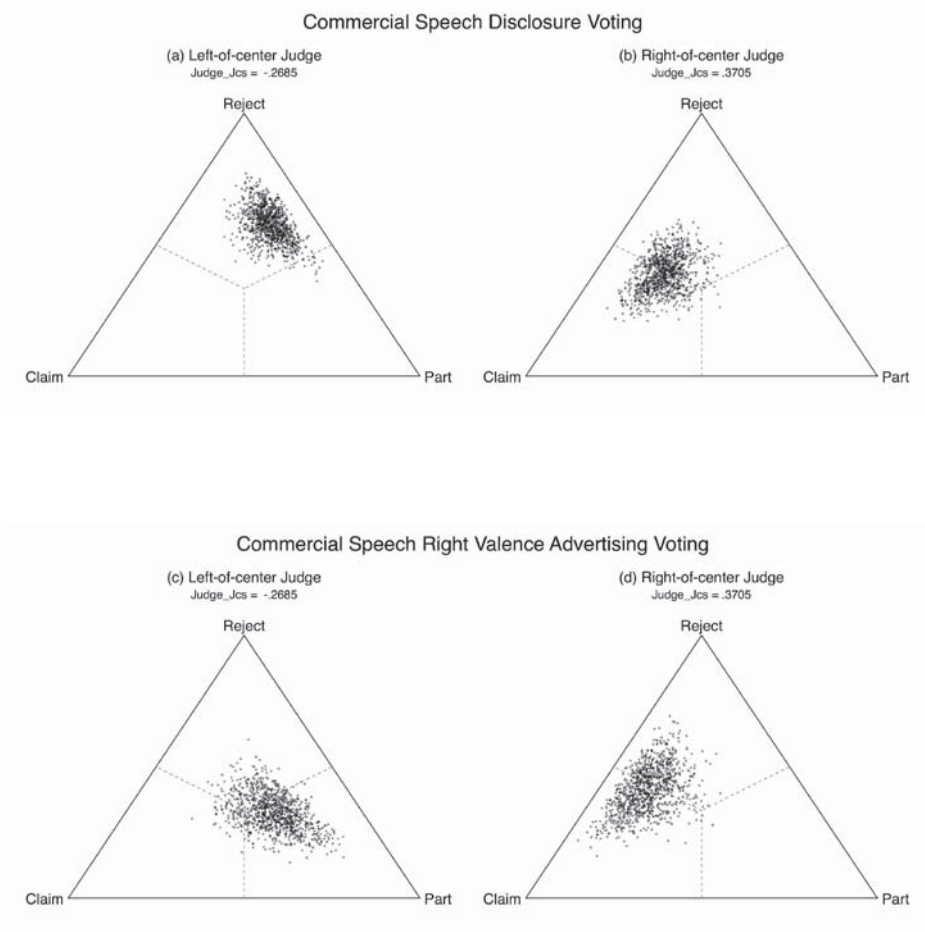 Commercial Speech Disclosure Voting
(a) Left-of-center Judge
Judge_Jcs = -.2685
Reject
Claim
Part
(b) Right-of-center Judge
Judge_Jcs = .3705
Reject
Claim
Part
Commercial Speech Right Valence Advertising Voting
(c) Left-of-center Judge
Judge_Jcs = -.2685
Reject
Claim
Part
(d) Right-of-center Judge
Judge_Jcs = .3705
Reject
Claim
Part